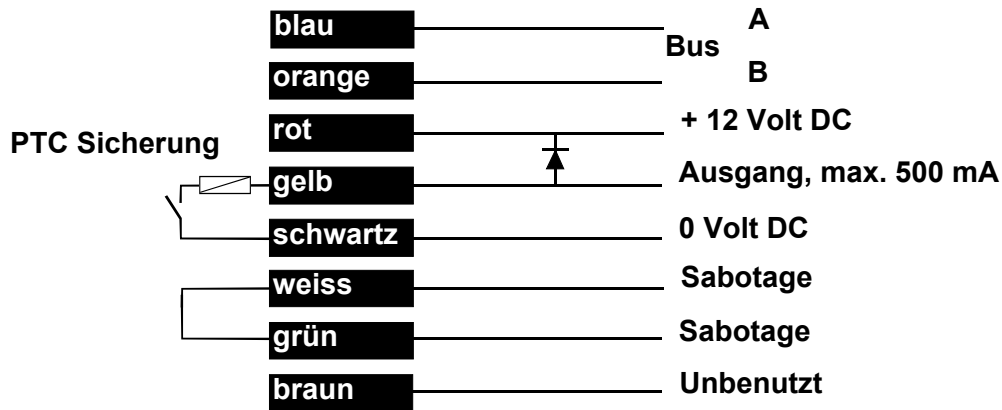 blau A
Bus
orange B
rot + 12 Volt DC
PTC Sicherung
gelb Ausgang, max. 500 mA
schwartz 0 Volt DC
weiss Sabotage
grün Sabotage
braun Unbenutzt